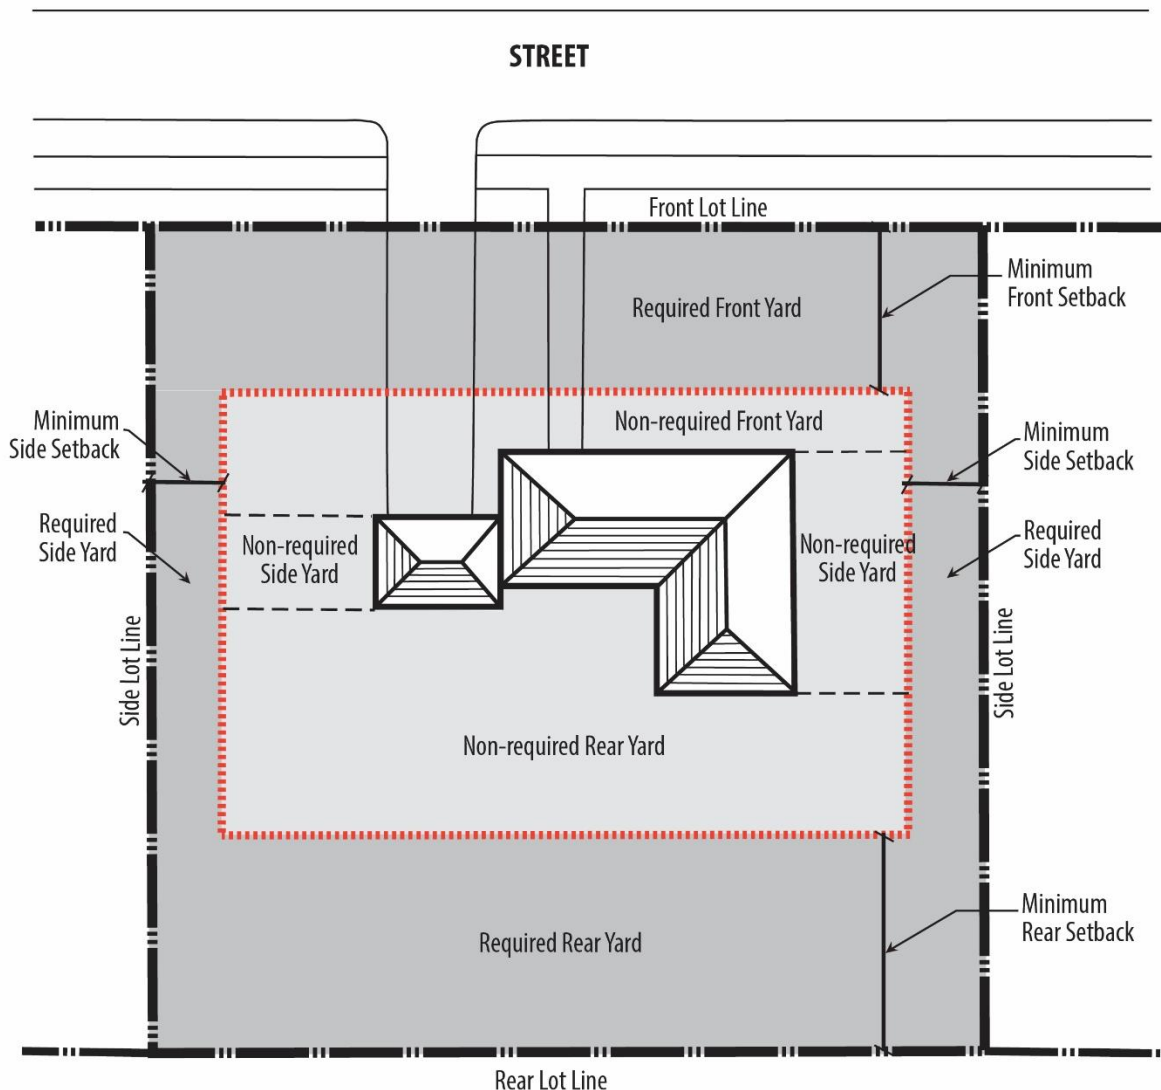 STREET
Front Lot Line
Required Front Yard
Minimum
Front Setback
Non-required Front Yard
Minimum
Side Setback
Minimum
Side Setback
Required
Side Yard
Non-required
Side Yard
Non-required
Side Yard
Required
Side Yard
Side Lot Line
Side Lot Line
Non-required Rear Yard
Required Rear Yard
Minimum
Rear Setback
Rear Lot Line